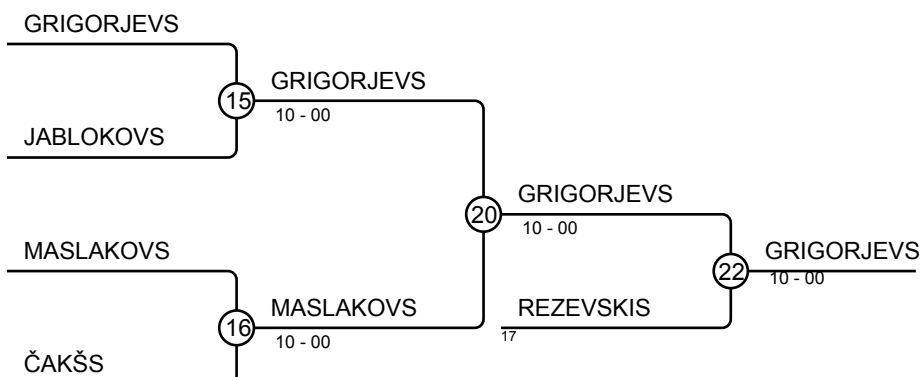 GRIGORJEVS
15
GRIGORJEVS
10 - 00
JABLOKOVS
20
GRIGORJEVS
10 - 00
MASLAKOVS
22
GRIGORJEVS
10 - 00
16
MASLAKOVS
10 - 00
REZEVSKIS
17
ČAKŠS